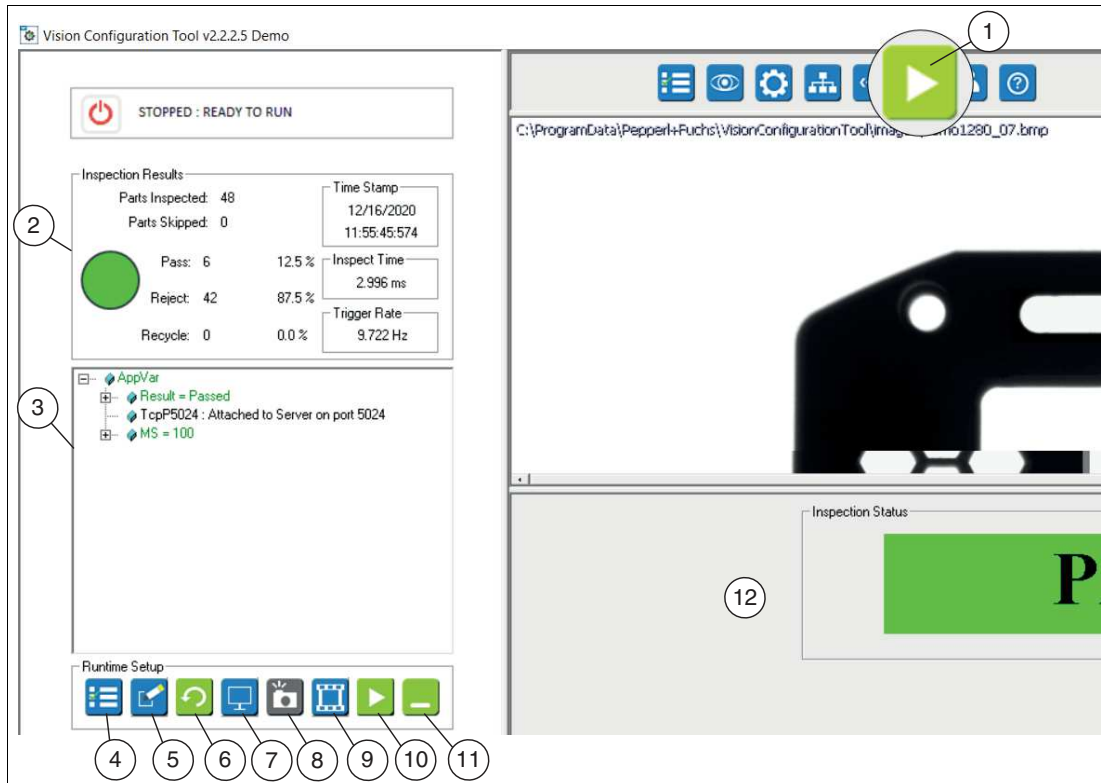 Vision Configuration Tool v2.2.2.5 Demo
1
STOPPED : READY TO RUN
C:\ProgramData\Pepperl+Fuchs\VisionConfigurationTool\
1280_07.bmp
Inspection Results
Parts Inspected: 48
Parts Skipped: 0
Time Stamp
12/16/2020
11:55:45:574
2
Pass: 6 12.5 %
Inspect Time
2.996 ms
Reject: 42 87.5 %
Trigger Rate
9.722 Hz
Recycle: 0 0.0 %
3
AppVar
Result = Passed
TcpP5024 : Attached to Server on port 5024
MS = 100
Inspection Status
12
P
Runtime Setup
4 5 6 7 8 9 10 11